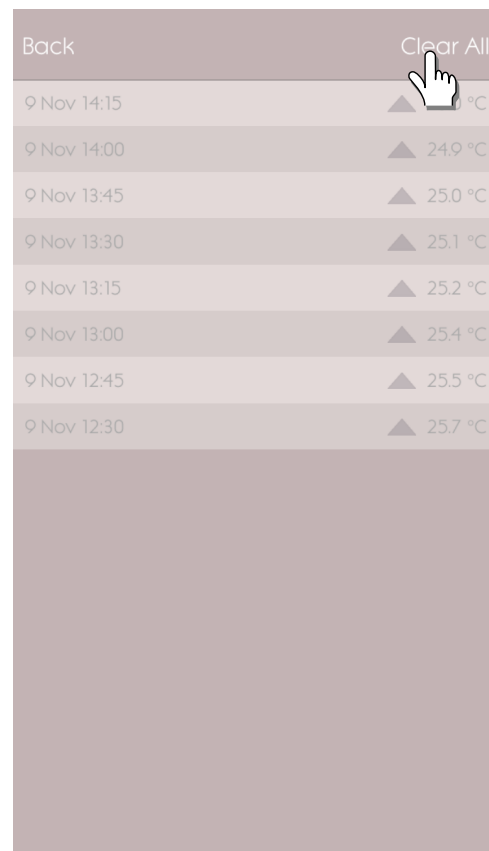 Back Clear All
9 Nov 14:15 °C
9 Nov 14:00 24.9 °C
9 Nov 13:45 25.0 °C
9 Nov 13:30 25.1 °C
9 Nov 13:15 25.2 °C
9 Nov 13:00 25.4 °C
9 Nov 12:45 25.5 °C
9 Nov 12:30 25.7 °C